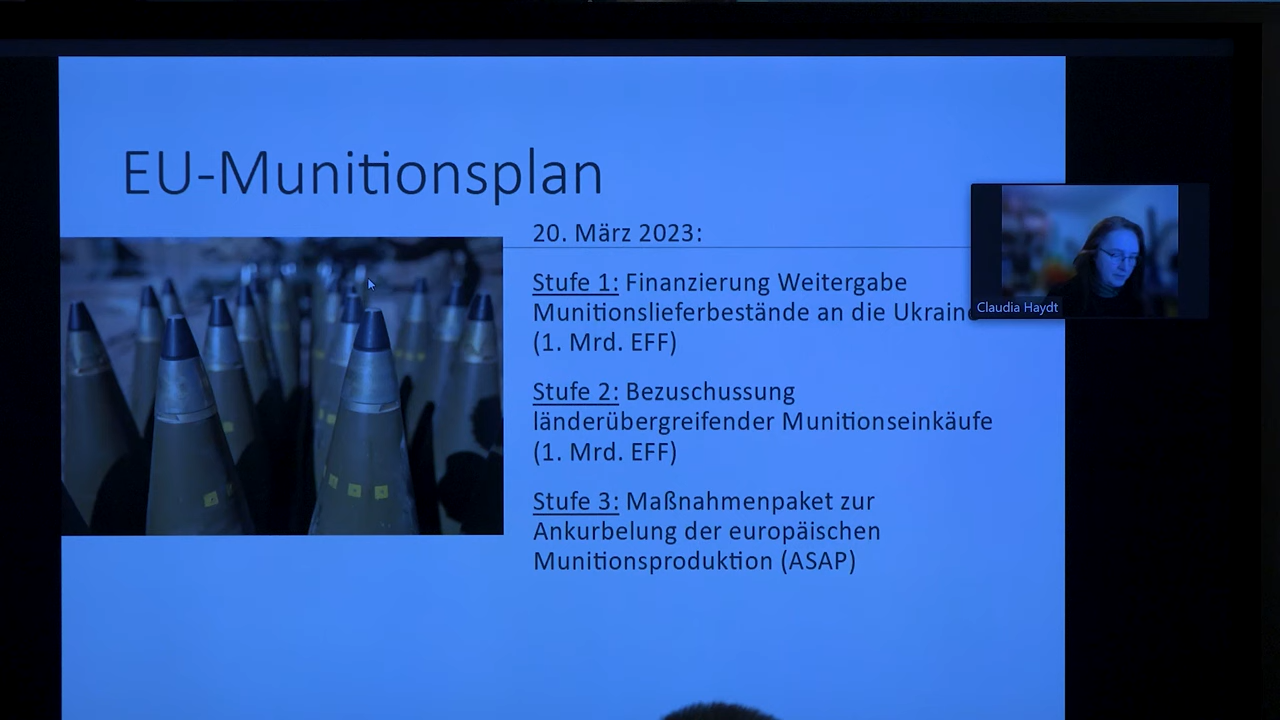 EU-Munitionsplan
20. März 2023:
Stufe 1: Finanzierung Weitergabe
Munitionslieferbestände an die Ukraine
(1. Mrd. EFF)
Stufe 2: Bezuschussung
länderübergreifender Munitionseinkäufe
(1. Mrd. EFF)
Stufe 3: Maßnahmenpaket zur
Ankurbelung der europäischen
Munitionsproduktion (ASAP)
Claudia Haydt